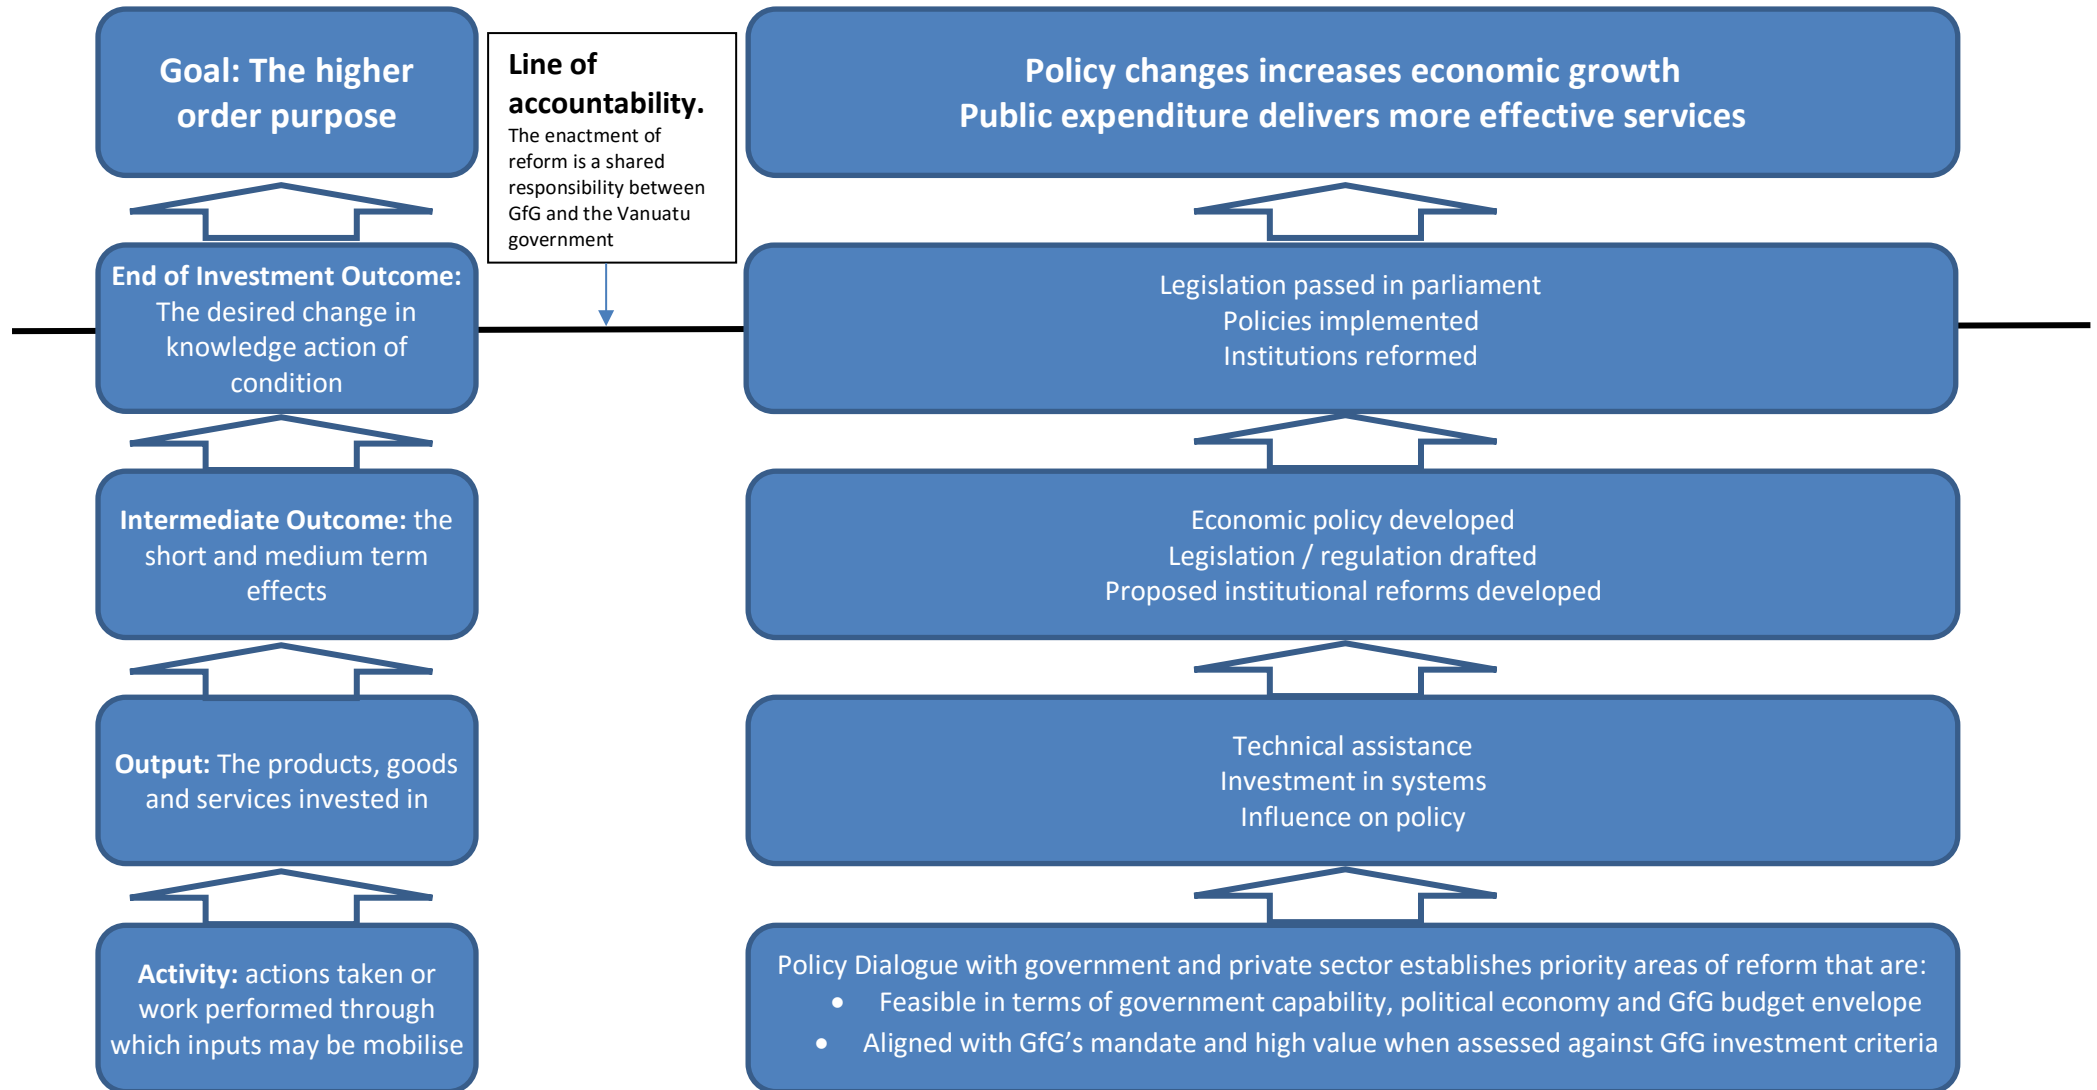 Goal: The higher
order purpose
Line of
accountability.
The enactment of
reform is a shared
responsibility between
GfG and the Vanuatu
government
Policy changes increases economic growth
Public expenditure delivers more effective services
End of Investment Outcome:
The desired change in
knowledge action of
condition
Legislation passed in parliament
Policies implemented
Institutions reformed
Intermediate Outcome: the
short and medium term
effects
Economic policy developed
Legislation / regulation drafted
Proposed institutional reforms developed
Output: The products, goods
and services invested in
Technical assistance
Investment in systems
Influence on policy
Activity: actions taken or
work performed through
which inputs may be mobilise
Policy Dialogue with government and private sector establishes priority areas of reform that are:
• Feasible in terms of government capability, political economy and GfG budget envelope
• Aligned with GfG's mandate and high value when assessed against GfG investment criteria